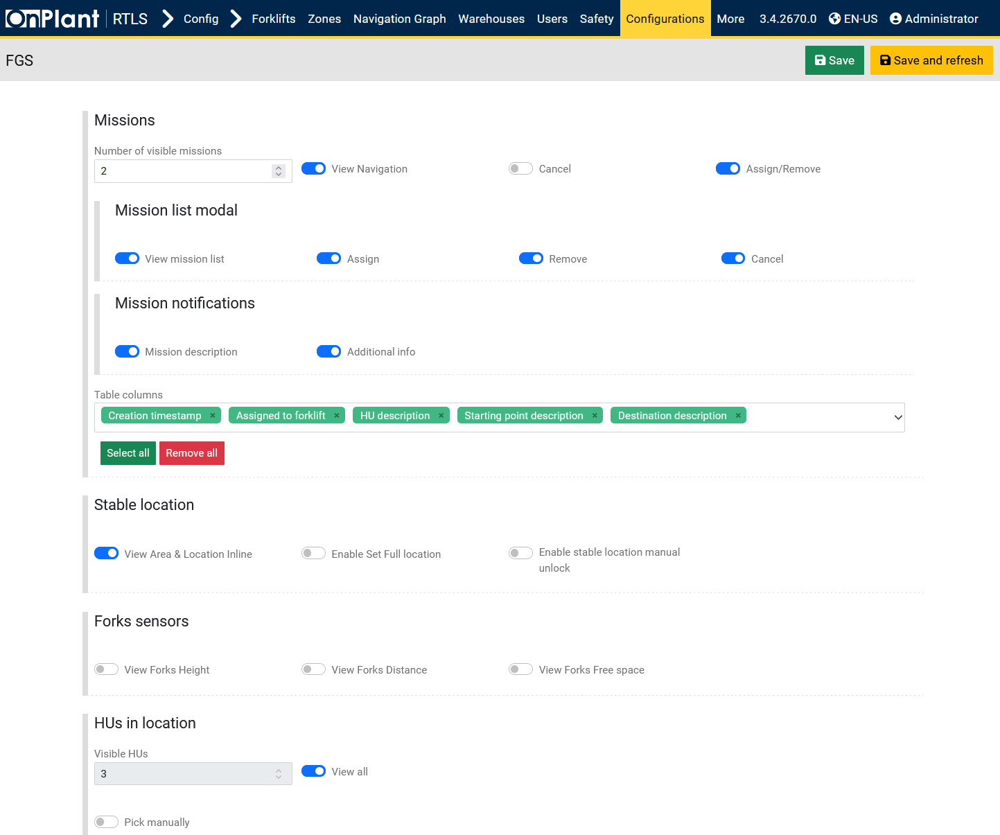 OnPlant RTLS Config Forklifts Zones Navigation Graph Warehouses Users Safety Configurations More 3.4.2670.0 EN-US Administrator
FGS Save Save and refresh
Missions
Number of visible missions
2 View Navigation Cancel Assign/Remove
Mission list modal
View mission list Assign Remove Cancel
Mission notifications
Mission description Additional info
Table columns
Creation timestamp × Assigned to forklift × HU description × Starting point description × Destination description ×
Select all Remove all
Stable location
View Area & Location Inline Enable Set Full location Enable stable location manual
unlock
Forks sensors
View Forks Height View Forks Distance View Forks Free space
HUs in location
Visible HUs
3 View all
Pick manually